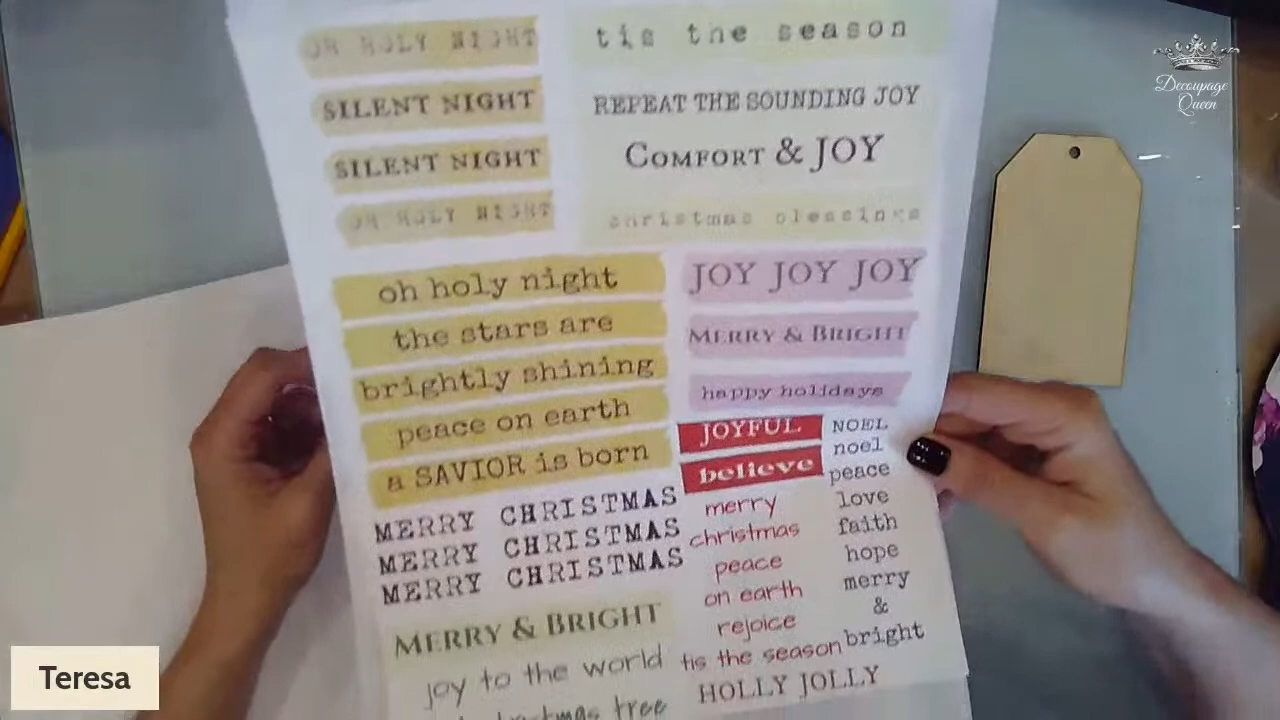 OH HOLY NIGHT
SILENT NIGHT
SILENT NIGHT
OH HOLY NIGHT
tis the season
REPEAT THE SOUNDING JOY
COMFORT & JOY
christmas blessings
oh holy night
the stars are
brightly shining
peace on earth
a SAVIOR is born
JOY JOY JOY
MERRY & BRIGHT
happy holidays
JOYFUL
believe
NOEL
noel
peace
love
faith
hope
merry
&
bright
merry
christmas
peace
on earth
rejoice
tis the season
HOLLY JOLLY
MERRY CHRISTMAS
MERRY CHRISTMAS
MERRY CHRISTMAS
MERRY & BRIGHT
joy to the world
tree
Decoupage
Queen
Teresa